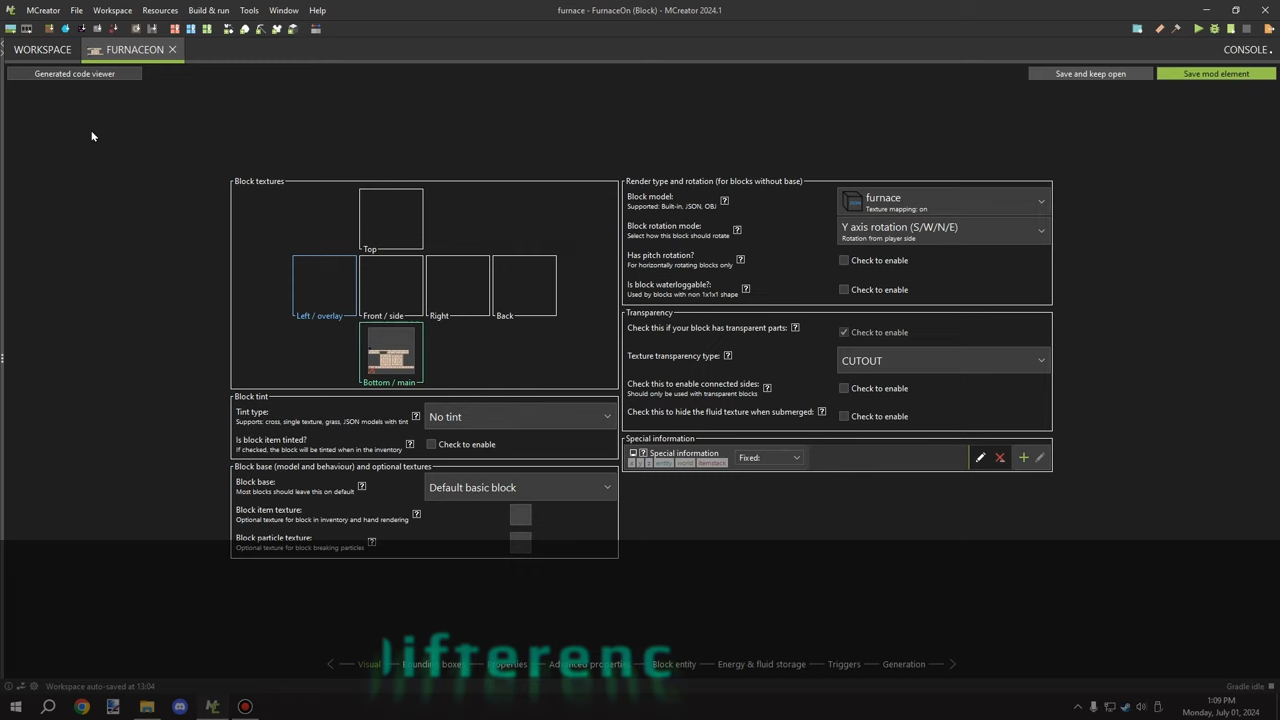 MCreator File Workspace Resources Build & run Tools Window Help
furnace - FurnaceOn (Block) - MCreator 2024.1
WORKSPACE
FURNACEON
CONSOLE
Generated code viewer
Save and keep open
Save mod element
Block textures
Top
Left / overlay
Front / side
Right
Back
Bottom / main
Block tint
Tint type:
Supports: cross, single texture, grass, JSON models with tint
No tint
Is block item tinted?
If checked, the block will be tinted when in the inventory
Check to enable
Block base (model and behaviour) and optional textures
Block base:
Most blocks should leave this on default
Default basic block
Block item texture:
Optional texture for block in inventory and hand rendering
Block particle texture:
Optional texture for block breaking particles
Render type and rotation (for blocks without base)
Block model:
Supported: Built-in, JSON, OBJ
furnace
Texture mapping: on
Block rotation mode:
Select how this block should rotate
Y axis rotation (S/W/N/E)
Rotation from player side
Has pitch rotation?
For horizontally rotating blocks only
Check to enable
Is block waterloggable?:
Used by blocks with non 1x1x1 shape
Check to enable
Transparency
Check this if your block has transparent parts:
Check to enable
Texture transparency type:
CUTOUT
Check this to enable connected sides:
Should only be used with transparent blocks
Check to enable
Check this to hide the fluid texture when submerged:
Check to enable
Special information
Special information
x y z entity world itemstack
Fixed:
Visual
Bounding boxes
Properties
Advanced properties
Block entity
Energy & fluid storage
Triggers
Generation
Workspace auto-saved at 13:04
Gradle idle
1:09 PM
Monday, July 01, 2024